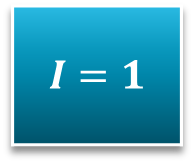 I = 1